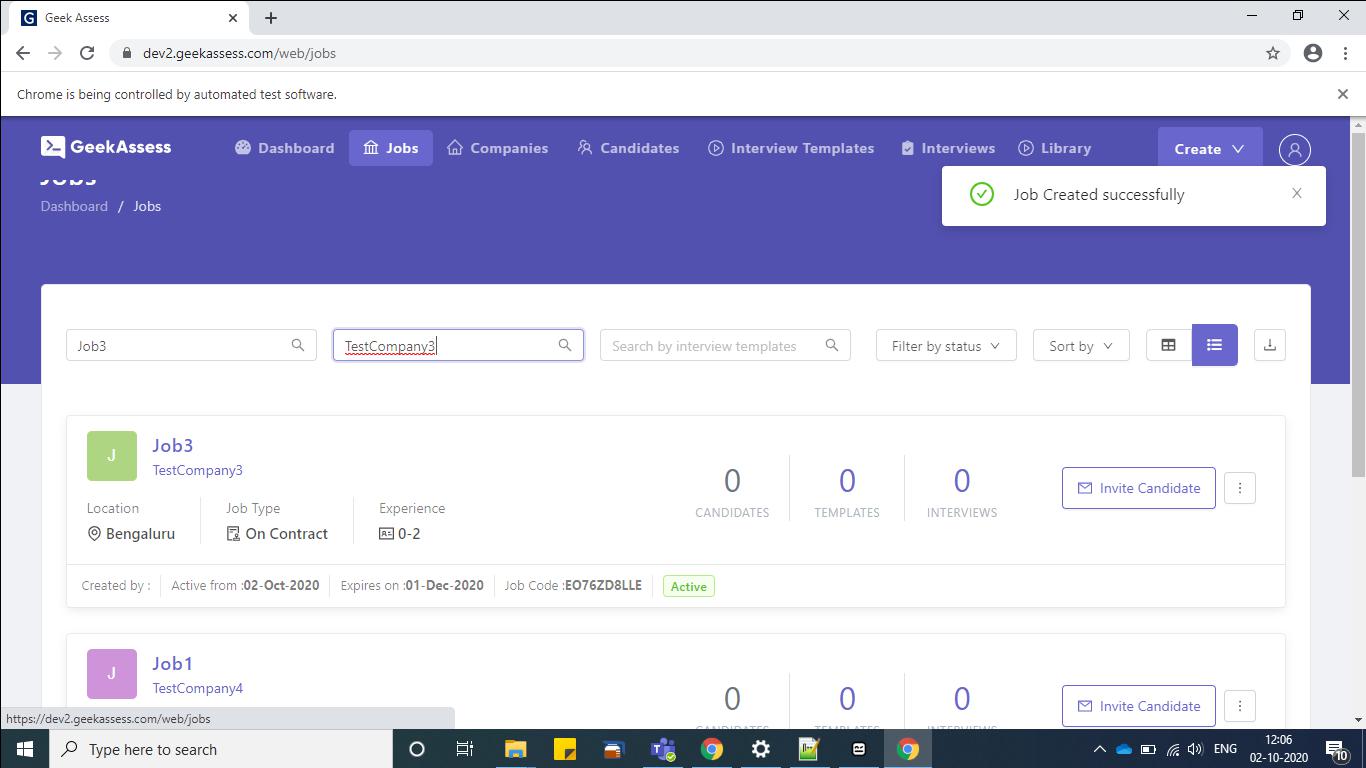 Geek Assess
dev2.geekassess.com/web/jobs
Chrome is being controlled by automated test software.
GeekAssess Dashboard Jobs Companies Candidates Interview Templates Interviews Library Create
Jobs
Dashboard / Jobs
Job Created successfully
Job3 TestCompany3 Search by interview templates Filter by status Sort by
J Job3
TestCompany3
0 0 0
CANDIDATES TEMPLATES INTERVIEWS
Invite Candidate
Location Job Type Experience
Bengaluru On Contract 0-2
Created by : Active from :02-Oct-2020 Expires on :01-Dec-2020 Job Code :EO76ZD8LLE Active
J Job1
TestCompany4
0 0 0
CANDIDATES TEMPLATES INTERVIEWS
Invite Candidate
https://dev2.geekassess.com/web/jobs
Type here to search
ENG
12:06
02-10-2020
10